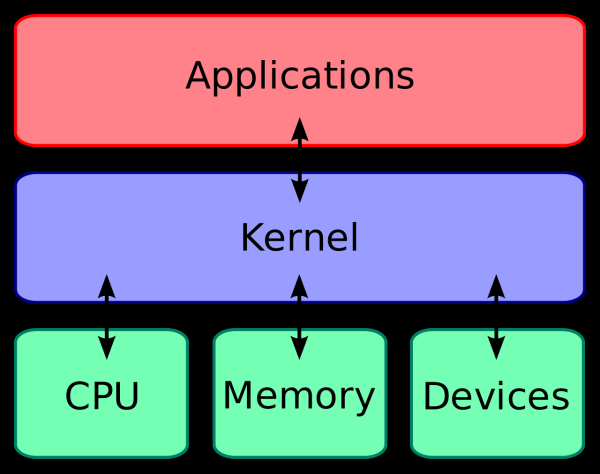 Applications
Kernel
CPU
Memory
Devices